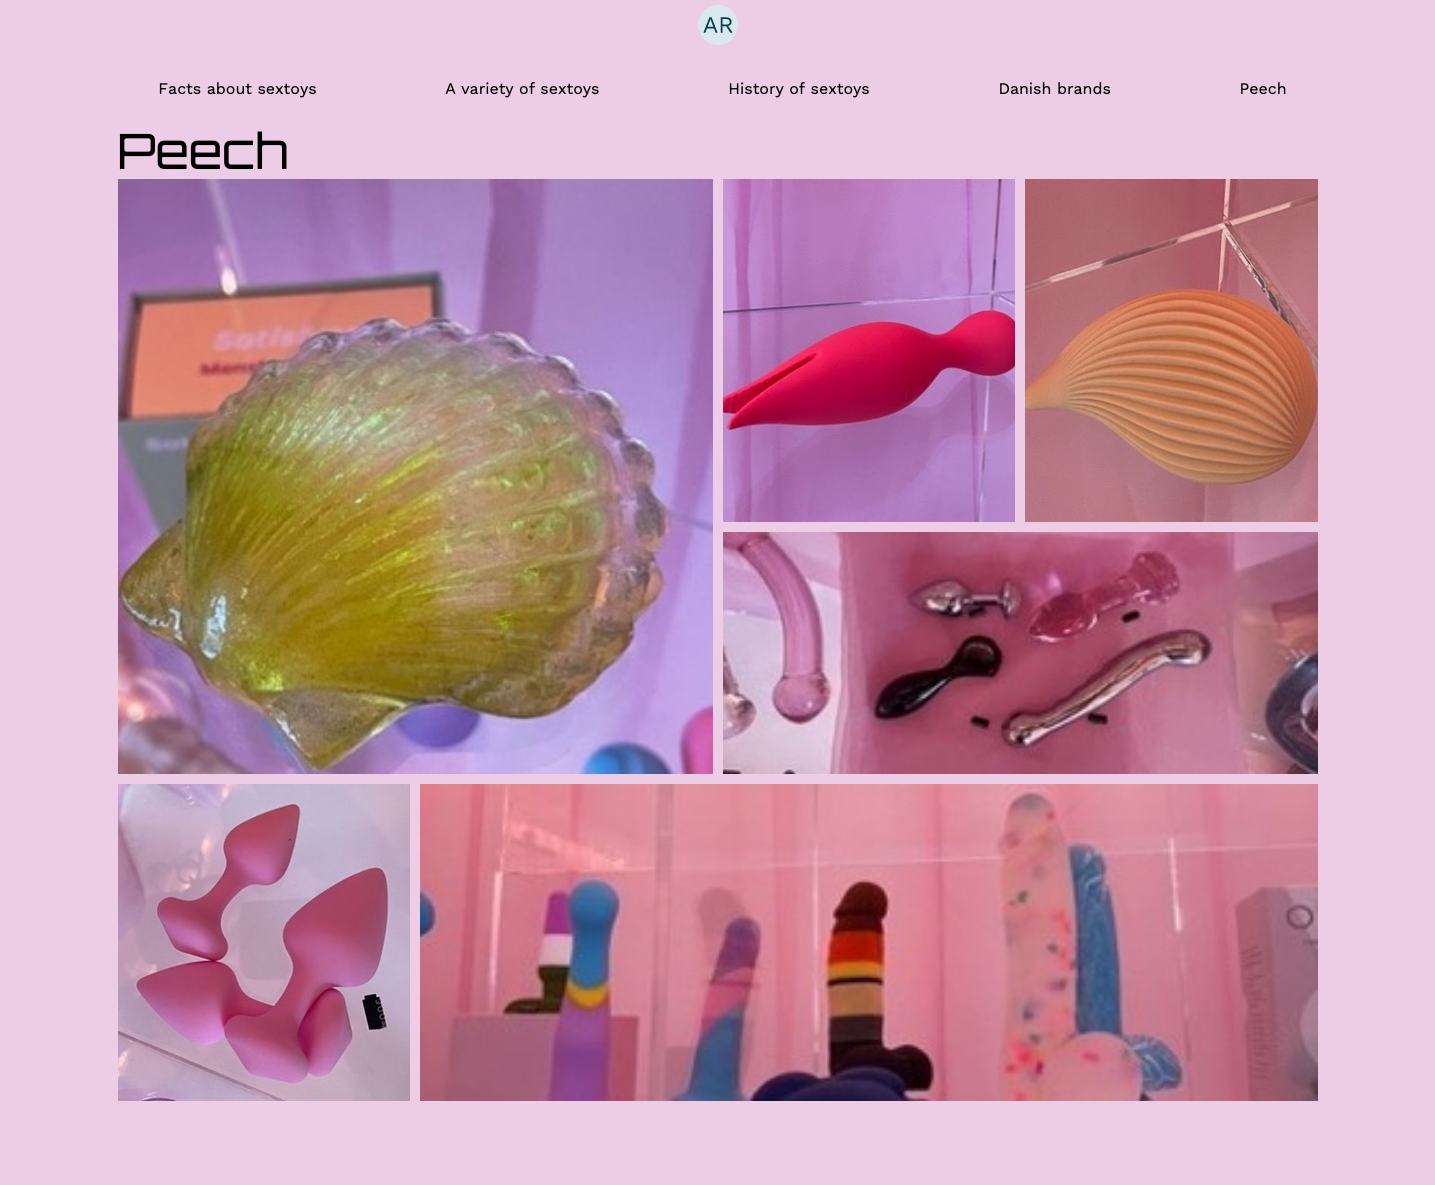 AR
Facts about sextoys
A variety of sextoys
History of sextoys
Danish brands
Peech
Peech